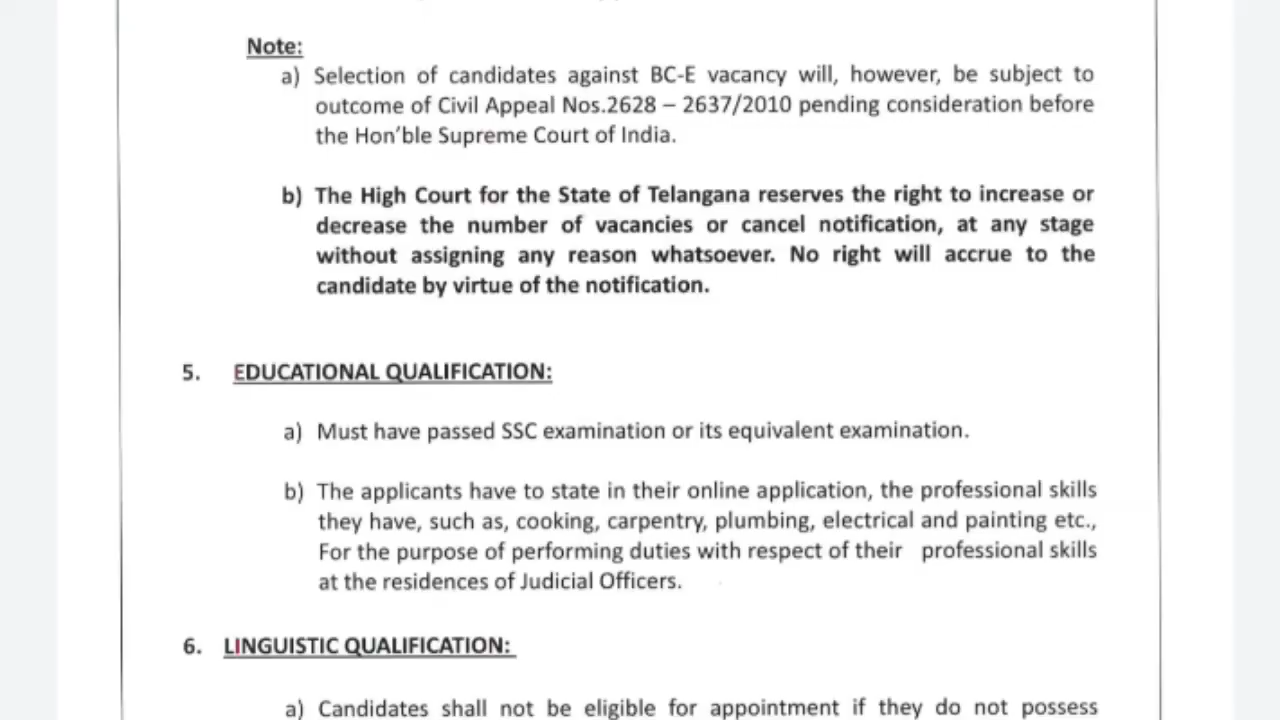 Note:
a) Selection of candidates against BC-E vacancy will, however, be subject to
outcome of Civil Appeal Nos.2628 – 2637/2010 pending consideration before
the Hon'ble Supreme Court of India.
b) The High Court for the State of Telangana reserves the right to increase or
decrease the number of vacancies or cancel notification, at any stage
without assigning any reason whatsoever. No right will accrue to the
candidate by virtue of the notification.
5. EDUCATIONAL QUALIFICATION:
a) Must have passed SSC examination or its equivalent examination.
b) The applicants have to state in their online application, the professional skills
they have, such as, cooking, carpentry, plumbing, electrical and painting etc.,
For the purpose of performing duties with respect of their professional skills
at the residences of Judicial Officers.
6. LINGUISTIC QUALIFICATION:
a) Candidates shall not be eligible for appointment if they do not possess